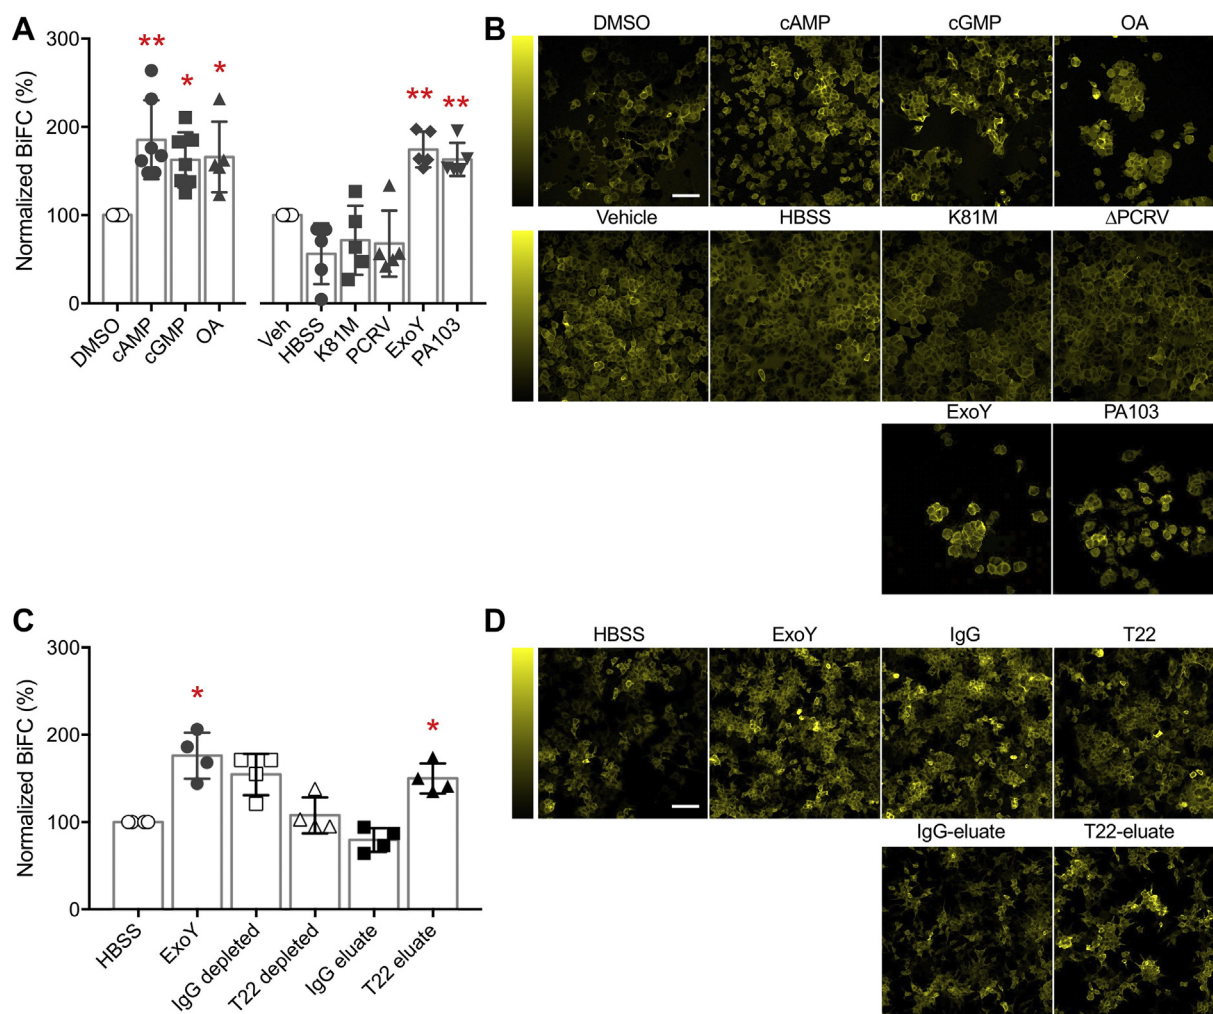 A
Normalized BiFC (%)
300
200
100
0
**
*
*
**
**
DMSO
cAMP
cGMP
OA
Veh
HBSS
K81M
PCRV
ExoY
PA103
B
DMSO
cAMP
cGMP
OA
Vehicle
HBSS
K81M
ΔPCRV
ExoY
PA103
C
Normalized BiFC (%)
300
200
100
0
*
*
HBSS
ExoY
IgG depleted
T22 depleted
IgG eluate
T22 eluate
D
HBSS
ExoY
IgG
T22
IgG-eluate
T22-eluate